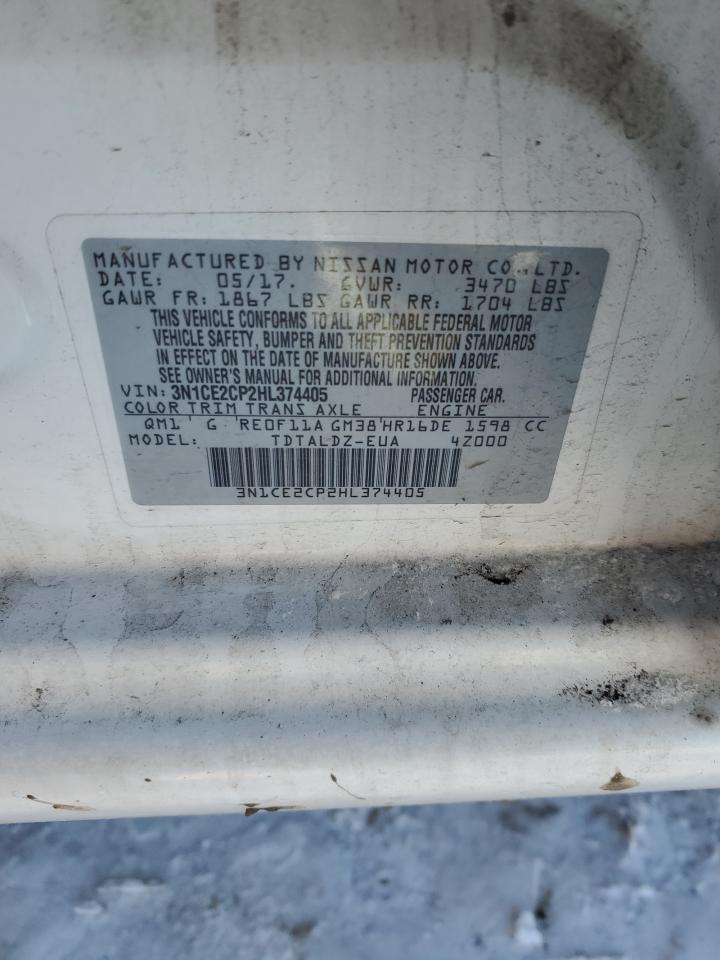 MANUFACTURED BY NISSAN MOTOR CO., LTD.
DATE: 05/17. GVWR: 3470 LBS
GAWR FR: 1867 LBS GAWR RR: 1704 LBS
THIS VEHICLE CONFORMS TO ALL APPLICABLE FEDERAL MOTOR
VEHICLE SAFETY, BUMPER AND THEFT PREVENTION STANDARDS
IN EFFECT ON THE DATE OF MANUFACTURE SHOWN ABOVE.
SEE OWNER'S MANUAL FOR ADDITIONAL INFORMATION.
VIN: 3N1CE2CP2HL374405 PASSENGER CAR.
COLOR TRIM TRANS AXLE ENGINE
QM1 ' G 'RE0F11A GM38'HR16DE 1598 CC
MODEL: TDTALDZ-EUA 4Z000
3N1CE2CP2HL374405